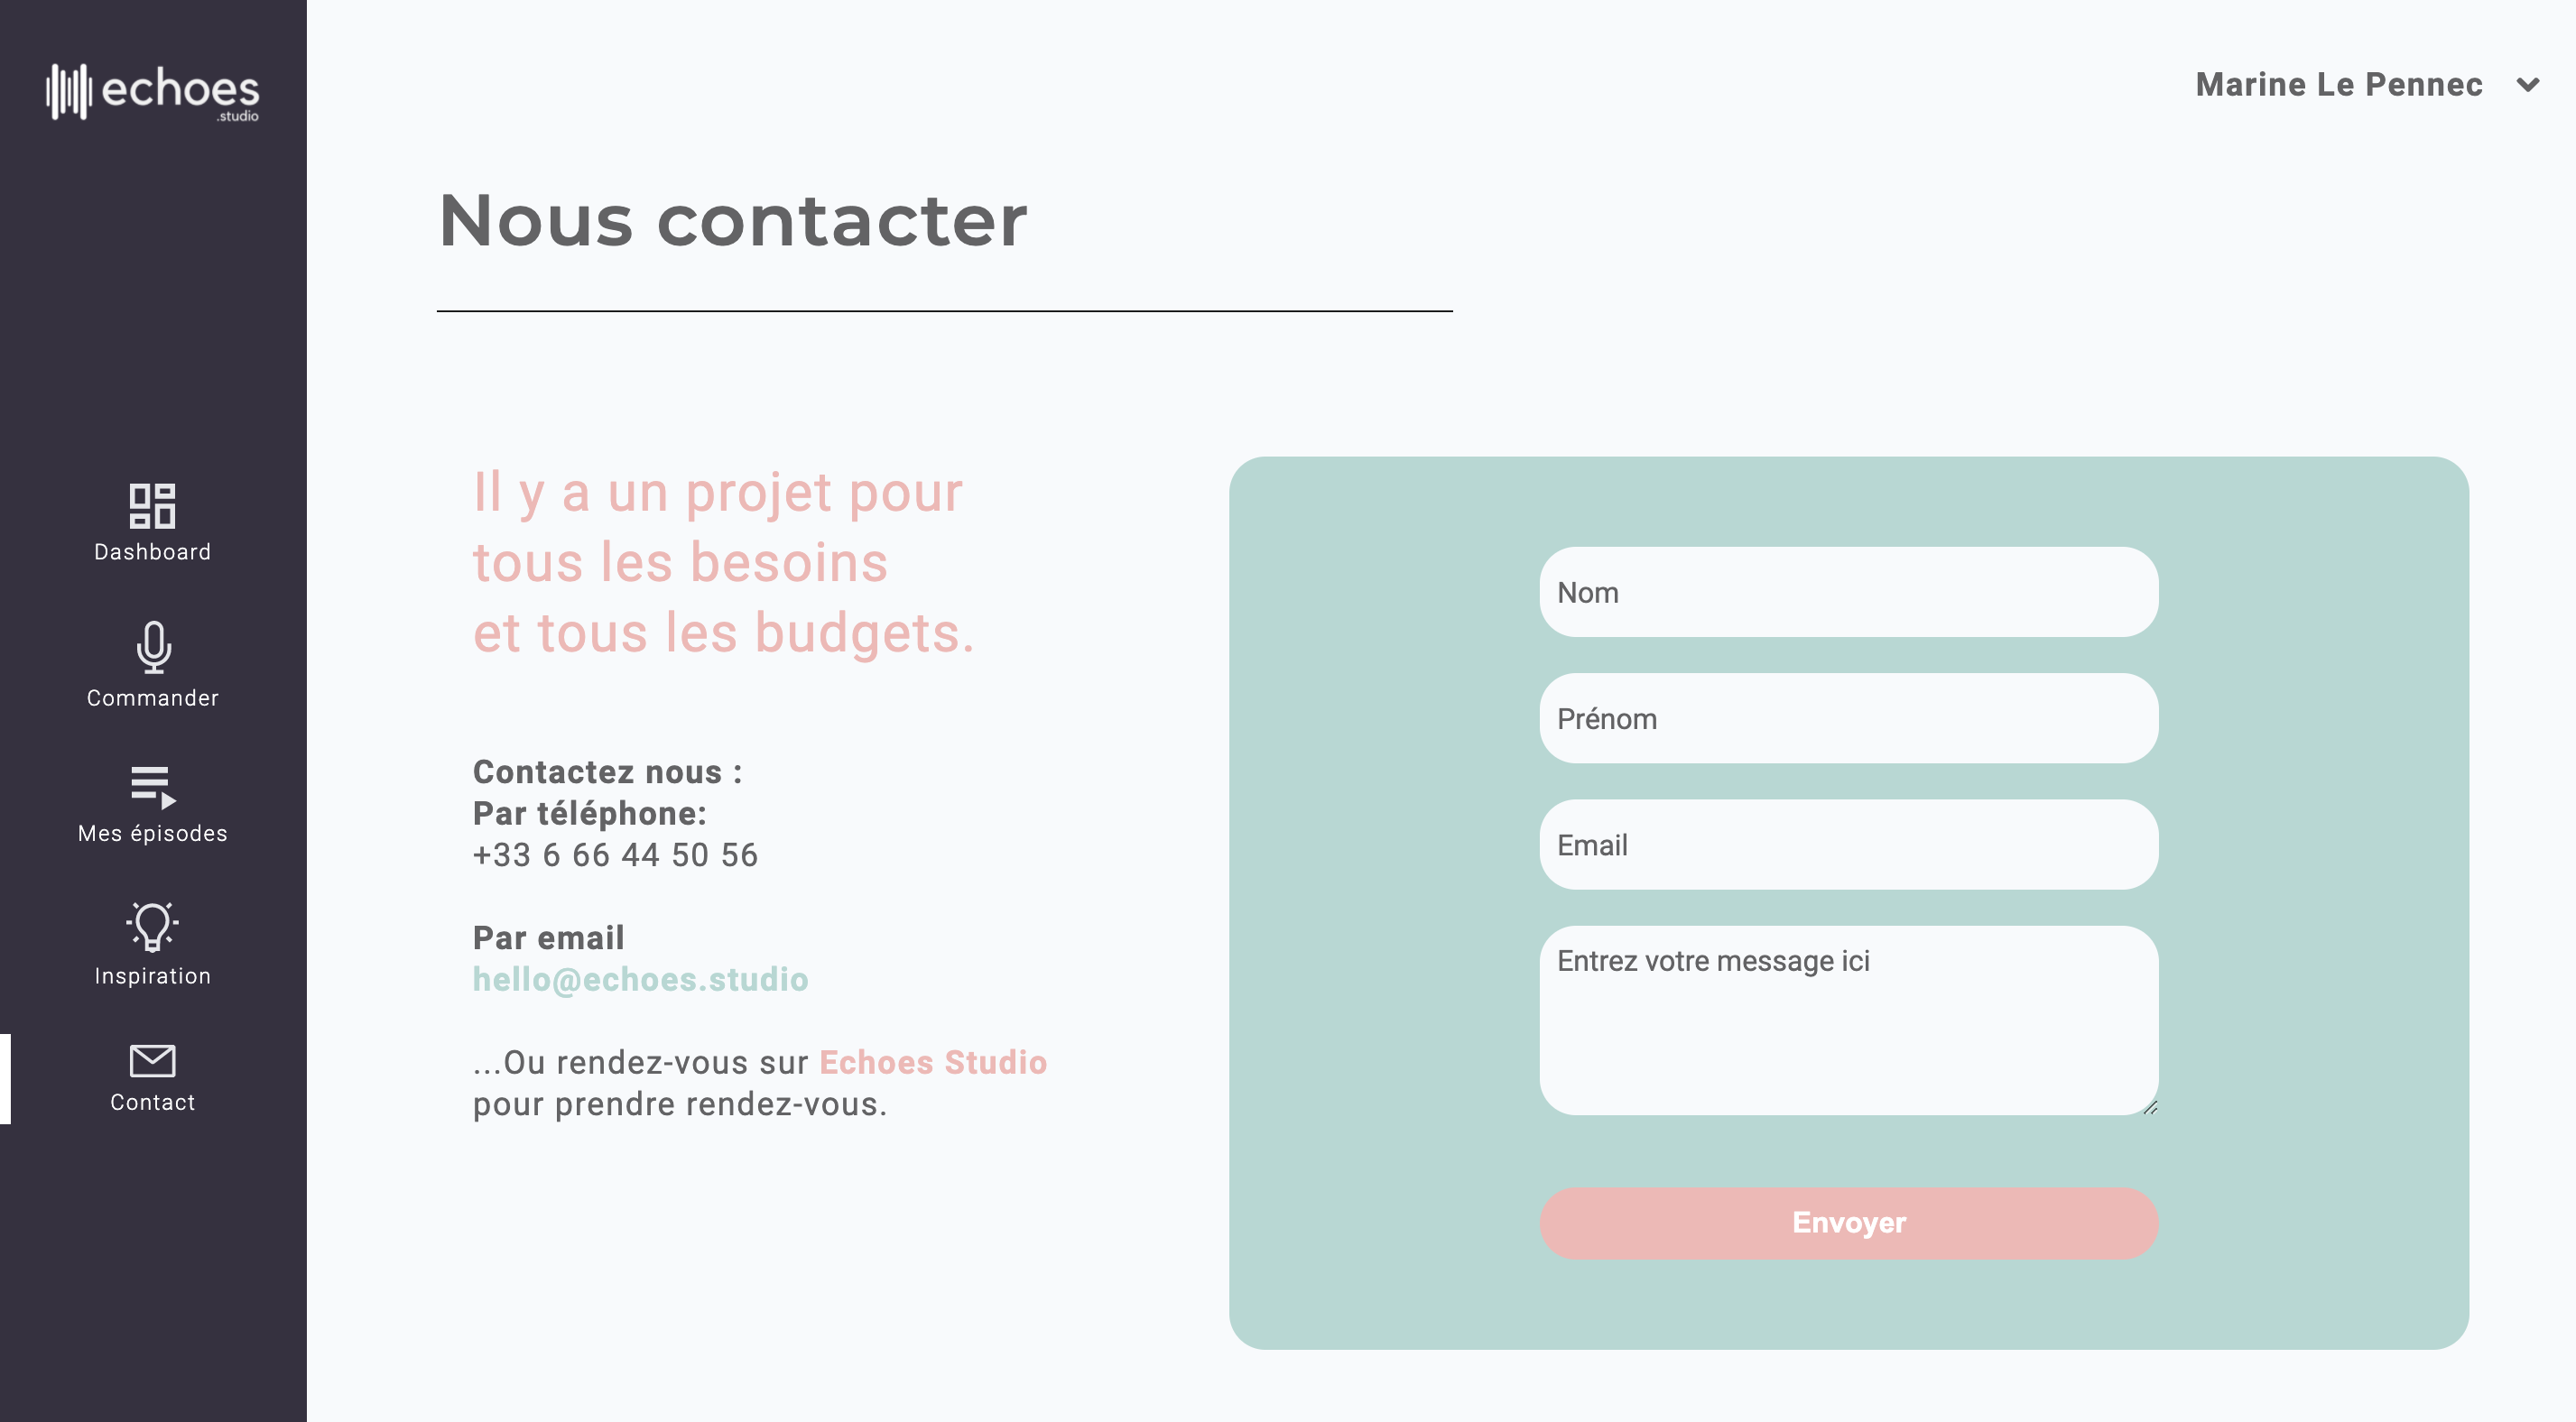 echoes
.studio
Marine Le Pennec
Nous contacter
Dashboard
Commander
Mes épisodes
Inspiration
Contact
Il y a un projet pour
tous les besoins
et tous les budgets.
Contactez nous :
Par téléphone:
+33 6 66 44 50 56
Par email
hello@echoes.studio
...Ou rendez-vous sur Echoes Studio
pour prendre rendez-vous.
Nom
Prénom
Email
Entrez votre message ici
Envoyer